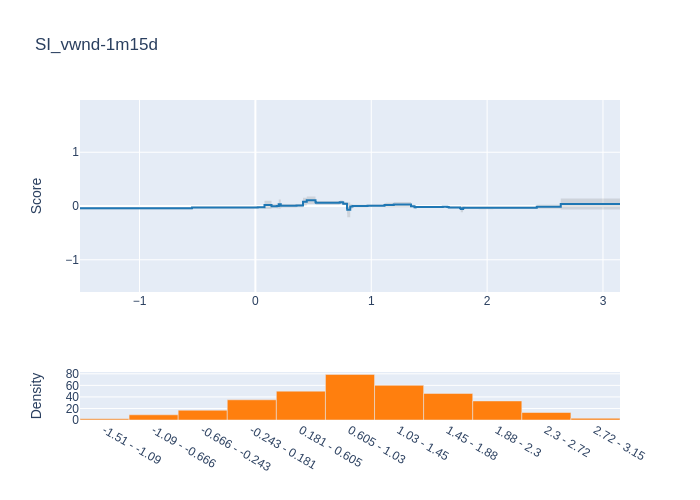 SI_vwnd-1m15d
Score
1
0
−1
−1
0
1
2
3
Density
80
60
40
20
0
-1.51 - -1.09
-1.09 - -0.666
-0.666 - -0.243
-0.243 - 0.181
0.181 - 0.605
0.605 - 1.03
1.03 - 1.45
1.45 - 1.88
1.88 - 2.3
2.3 - 2.72
2.72 - 3.15